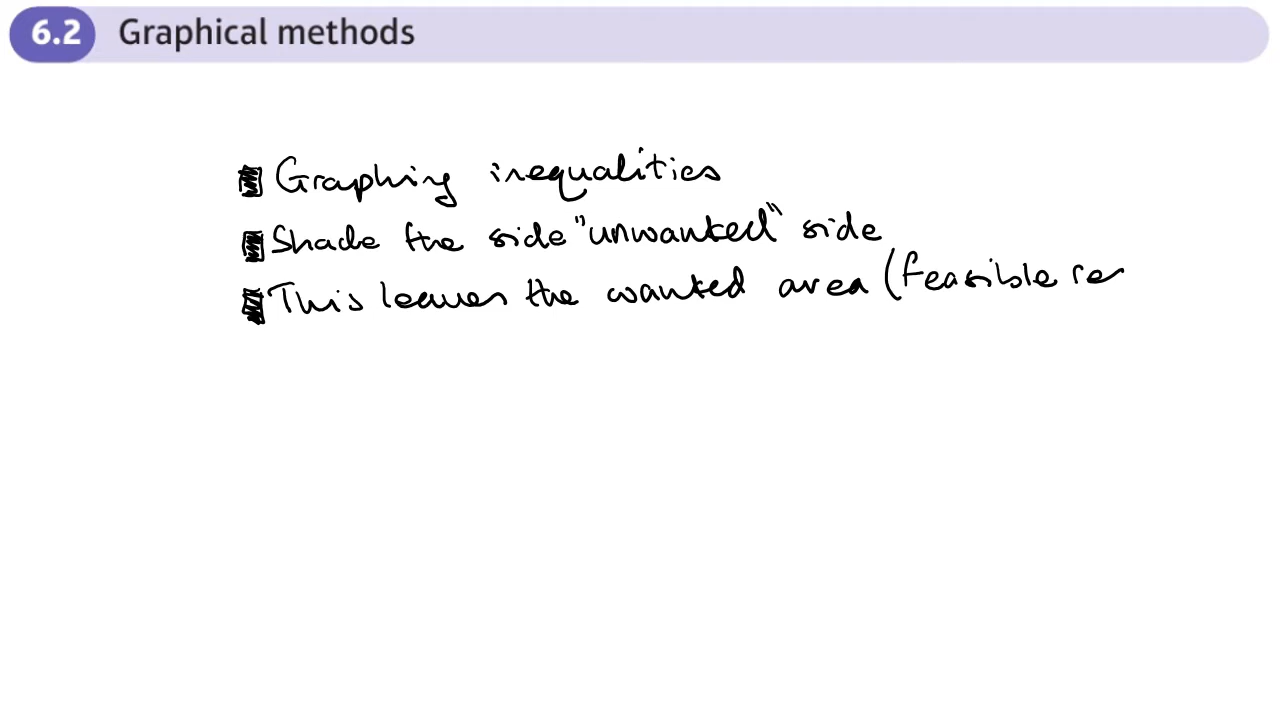 6.2 Graphical methods
Graphing inequalities
Shade the side "unwanted" side
This leaves the wanted area (feasible re